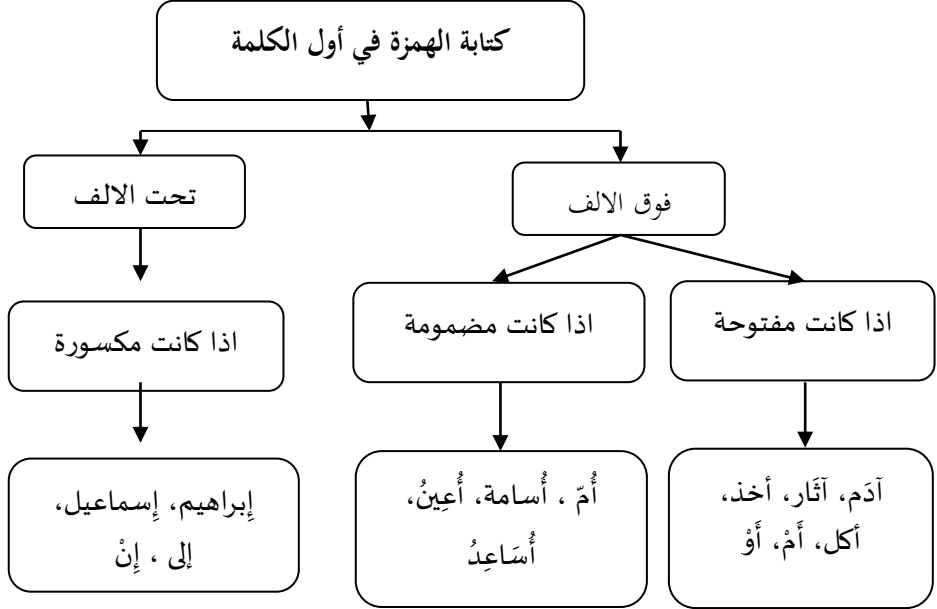 كتابة الهمزة في أول الكلمة
فوق الالف
تحت الالف
اذا كانت مفتوحة
اذا كانت مضمومة
اذا كانت مكسورة
آدَم، آثَار، أخذ،
أكل، أَمْ، أَوْ
أُمّ ، أُسامة، أُعِينُ،
أُسَاعِدُ
إِبراهيم، إِسماعيل،
إلى ، إِنْ